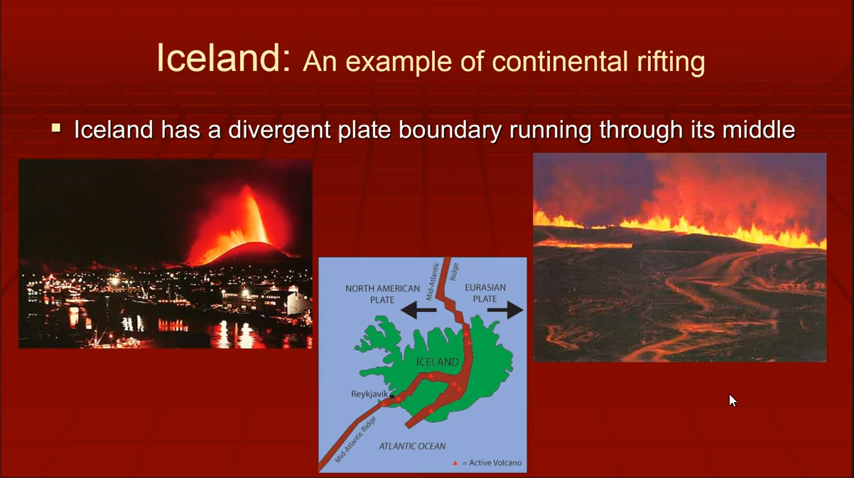 Iceland: An example of continental rifting
Iceland has a divergent plate boundary running through its middle
Mid-Atlantic
Ridge
NORTH AMERICAN
PLATE
EURASIAN
PLATE
ICELAND
Reykjavik
Mid-Atlantic Ridge
ATLANTIC OCEAN
= Active Volcano